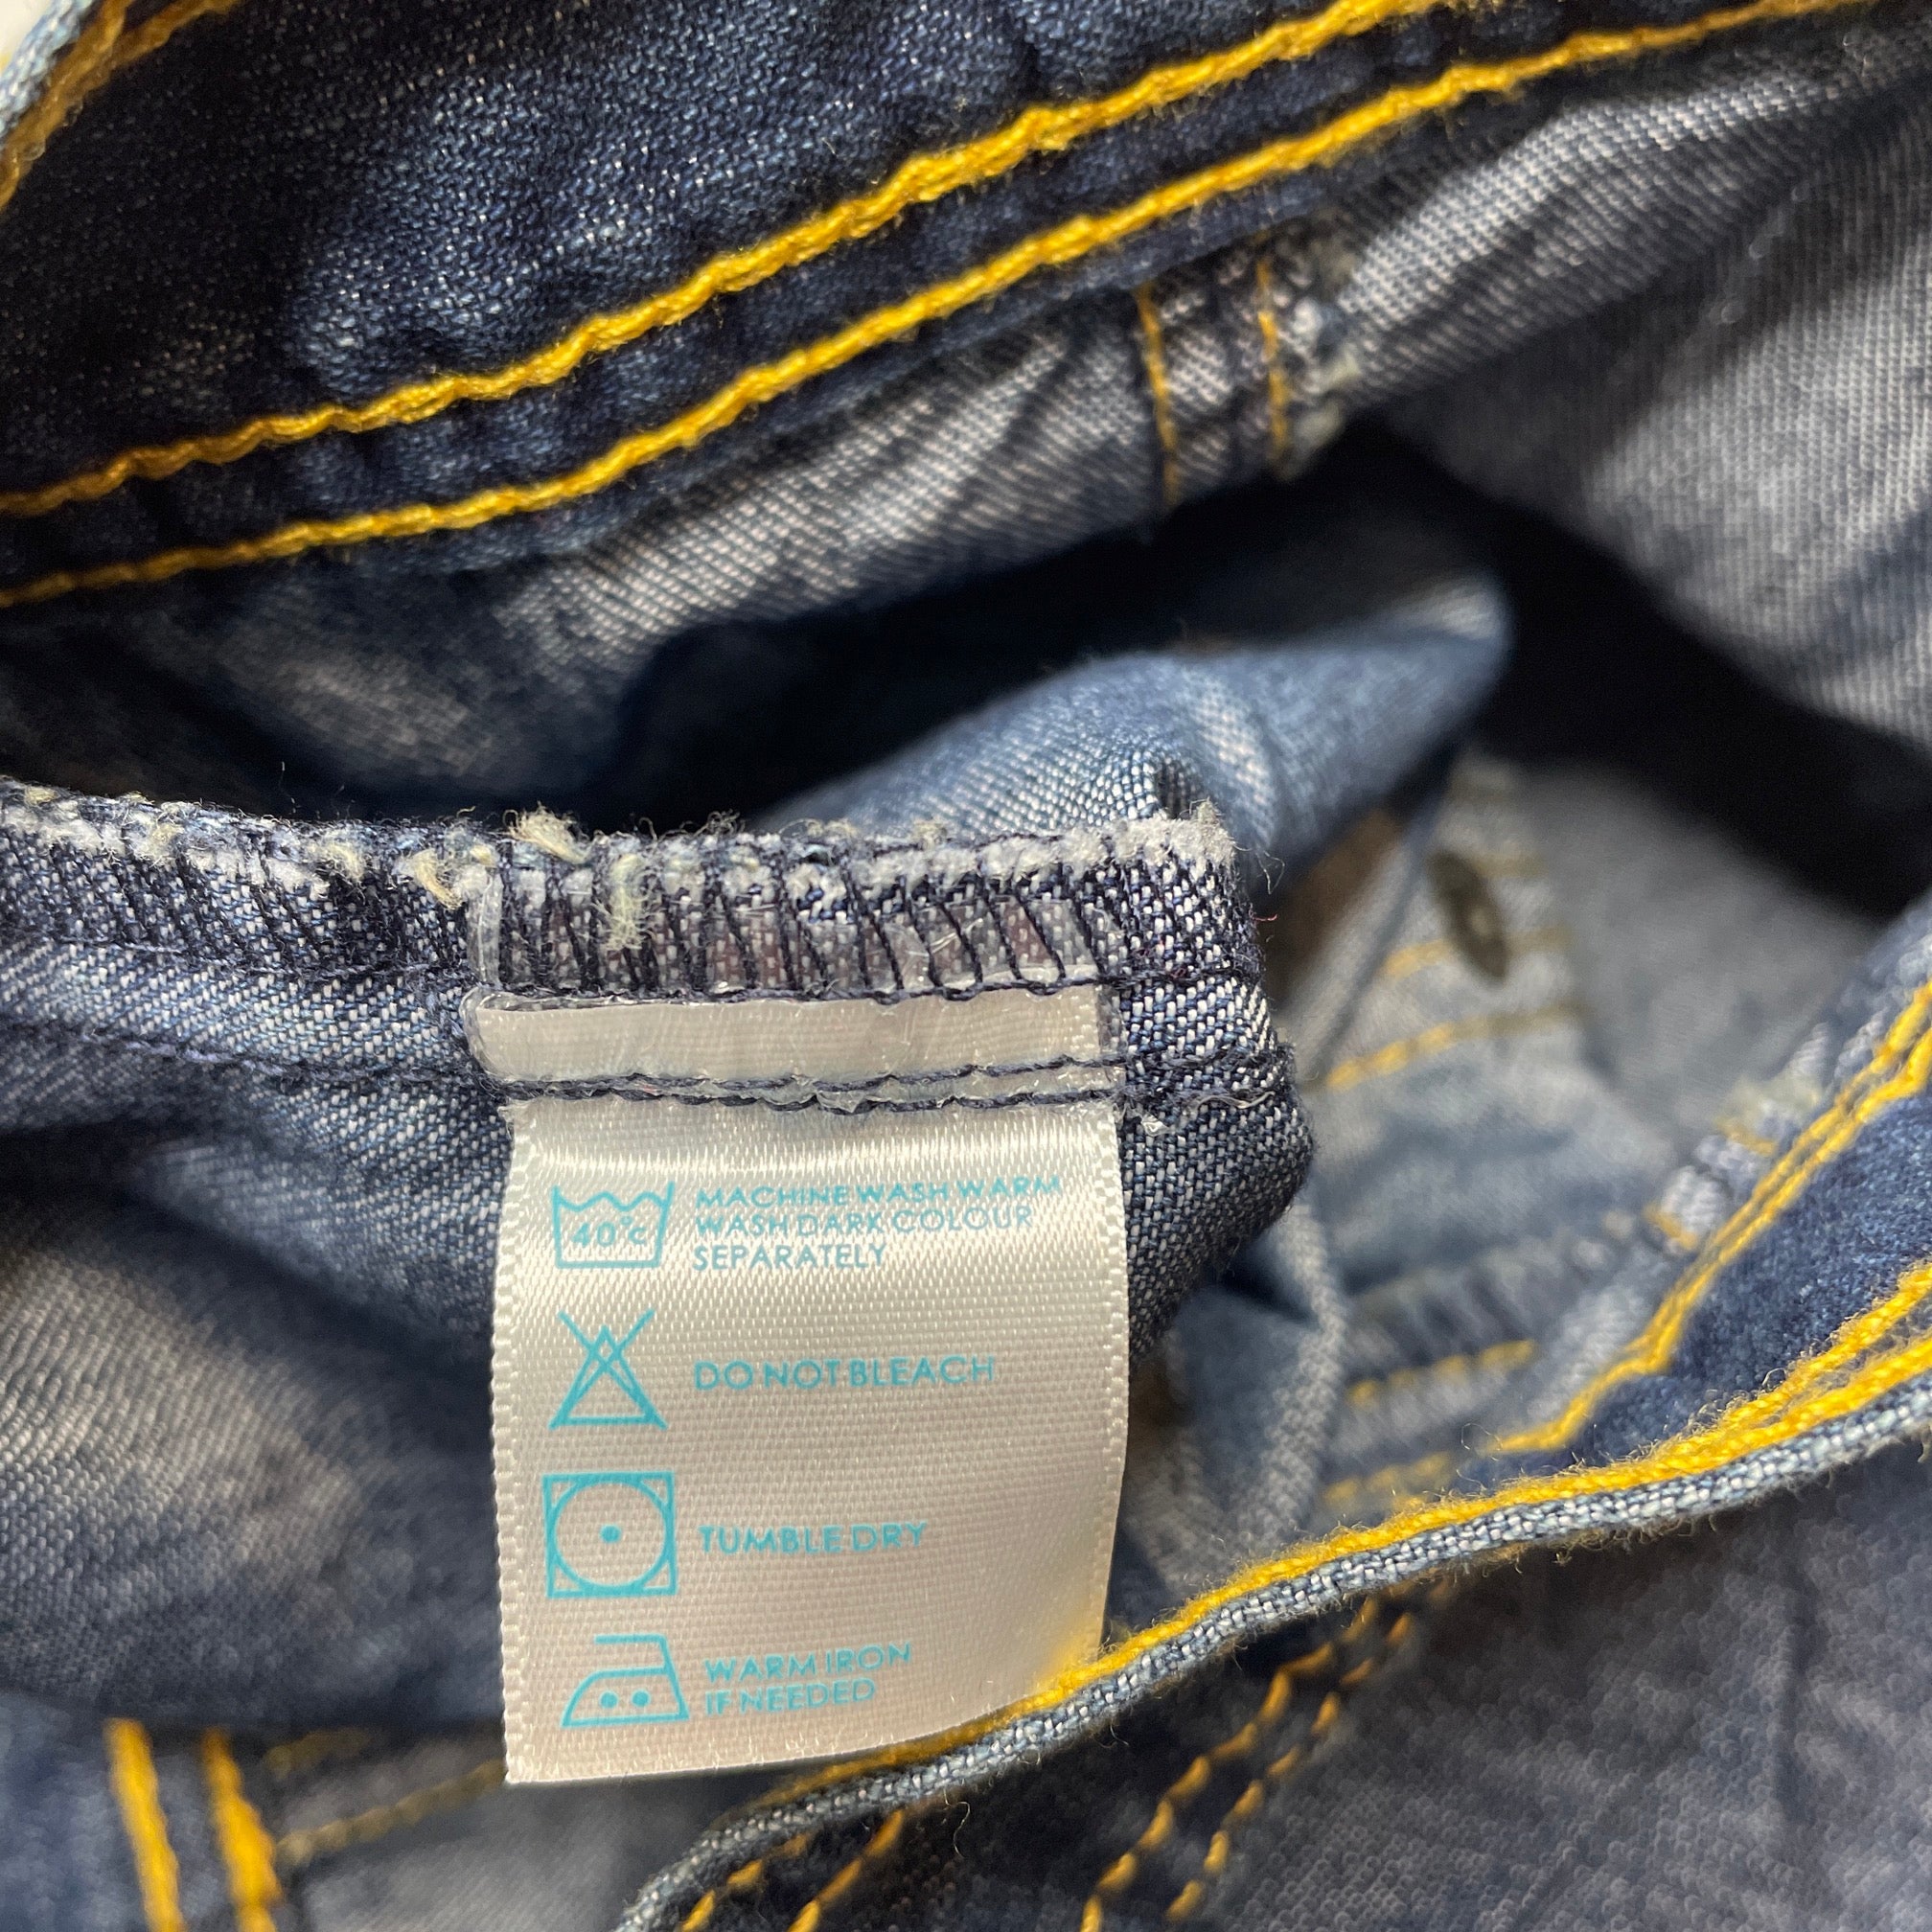 40°c MACHINE WASH WARM
WASH DARK COLOUR
SEPARATELY
DO NOT BLEACH
TUMBLE DRY
WARM IRON
IF NEEDED